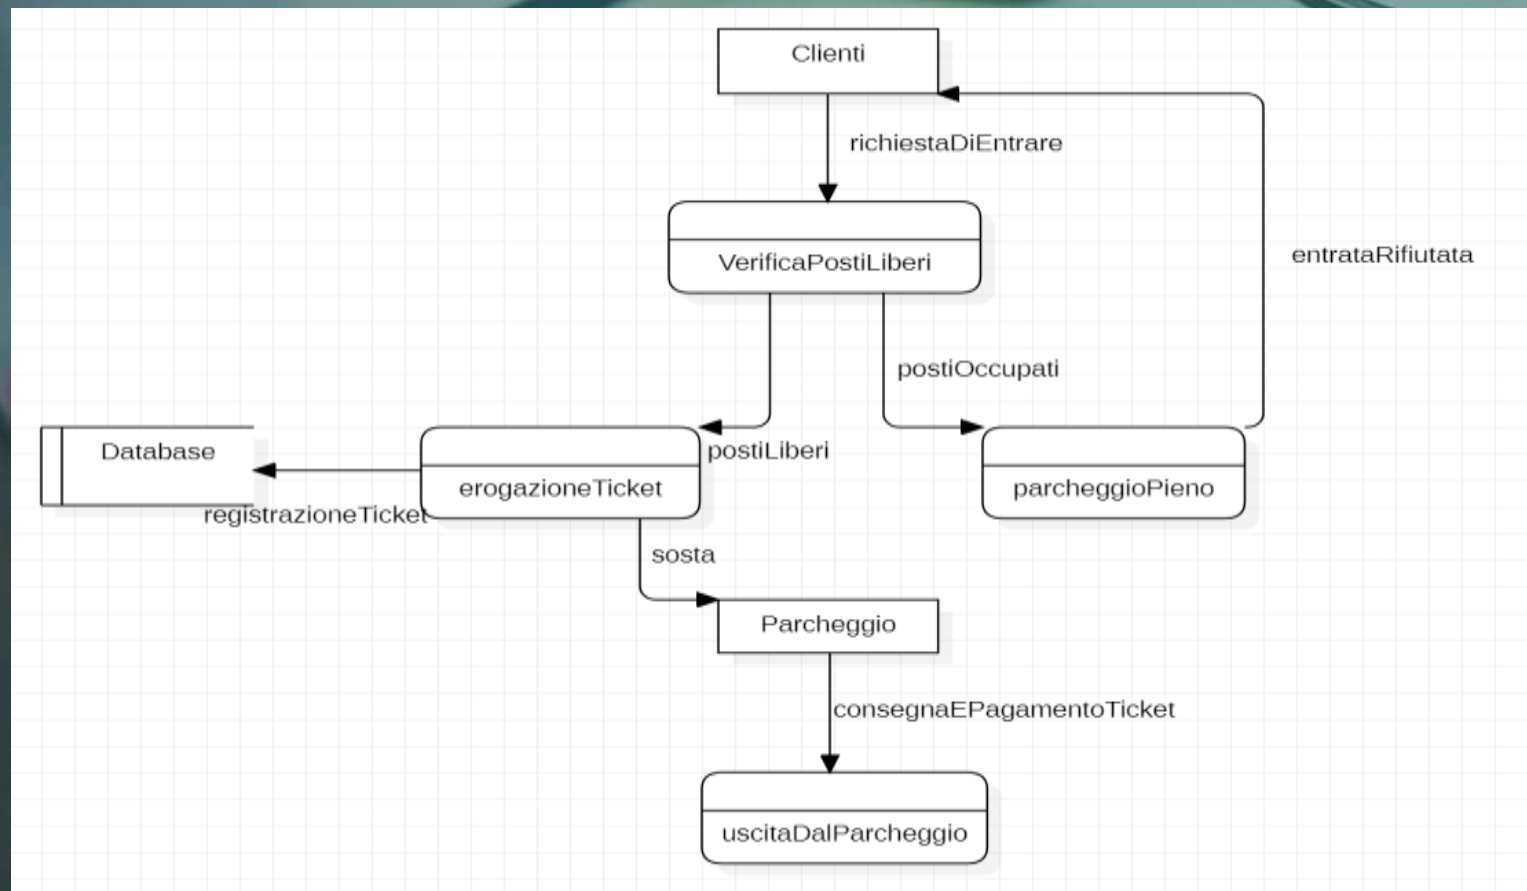 Clienti
richiestaDiEntrare
VerificaPostiLiberi
entrataRifiutata
postiOccupati
postiLiberi
Database
registrazioneTicket
erogazioneTicket
parcheggioPieno
sosta
Parcheggio
consegnaEPagamentoTicket
uscitaDalParcheggio